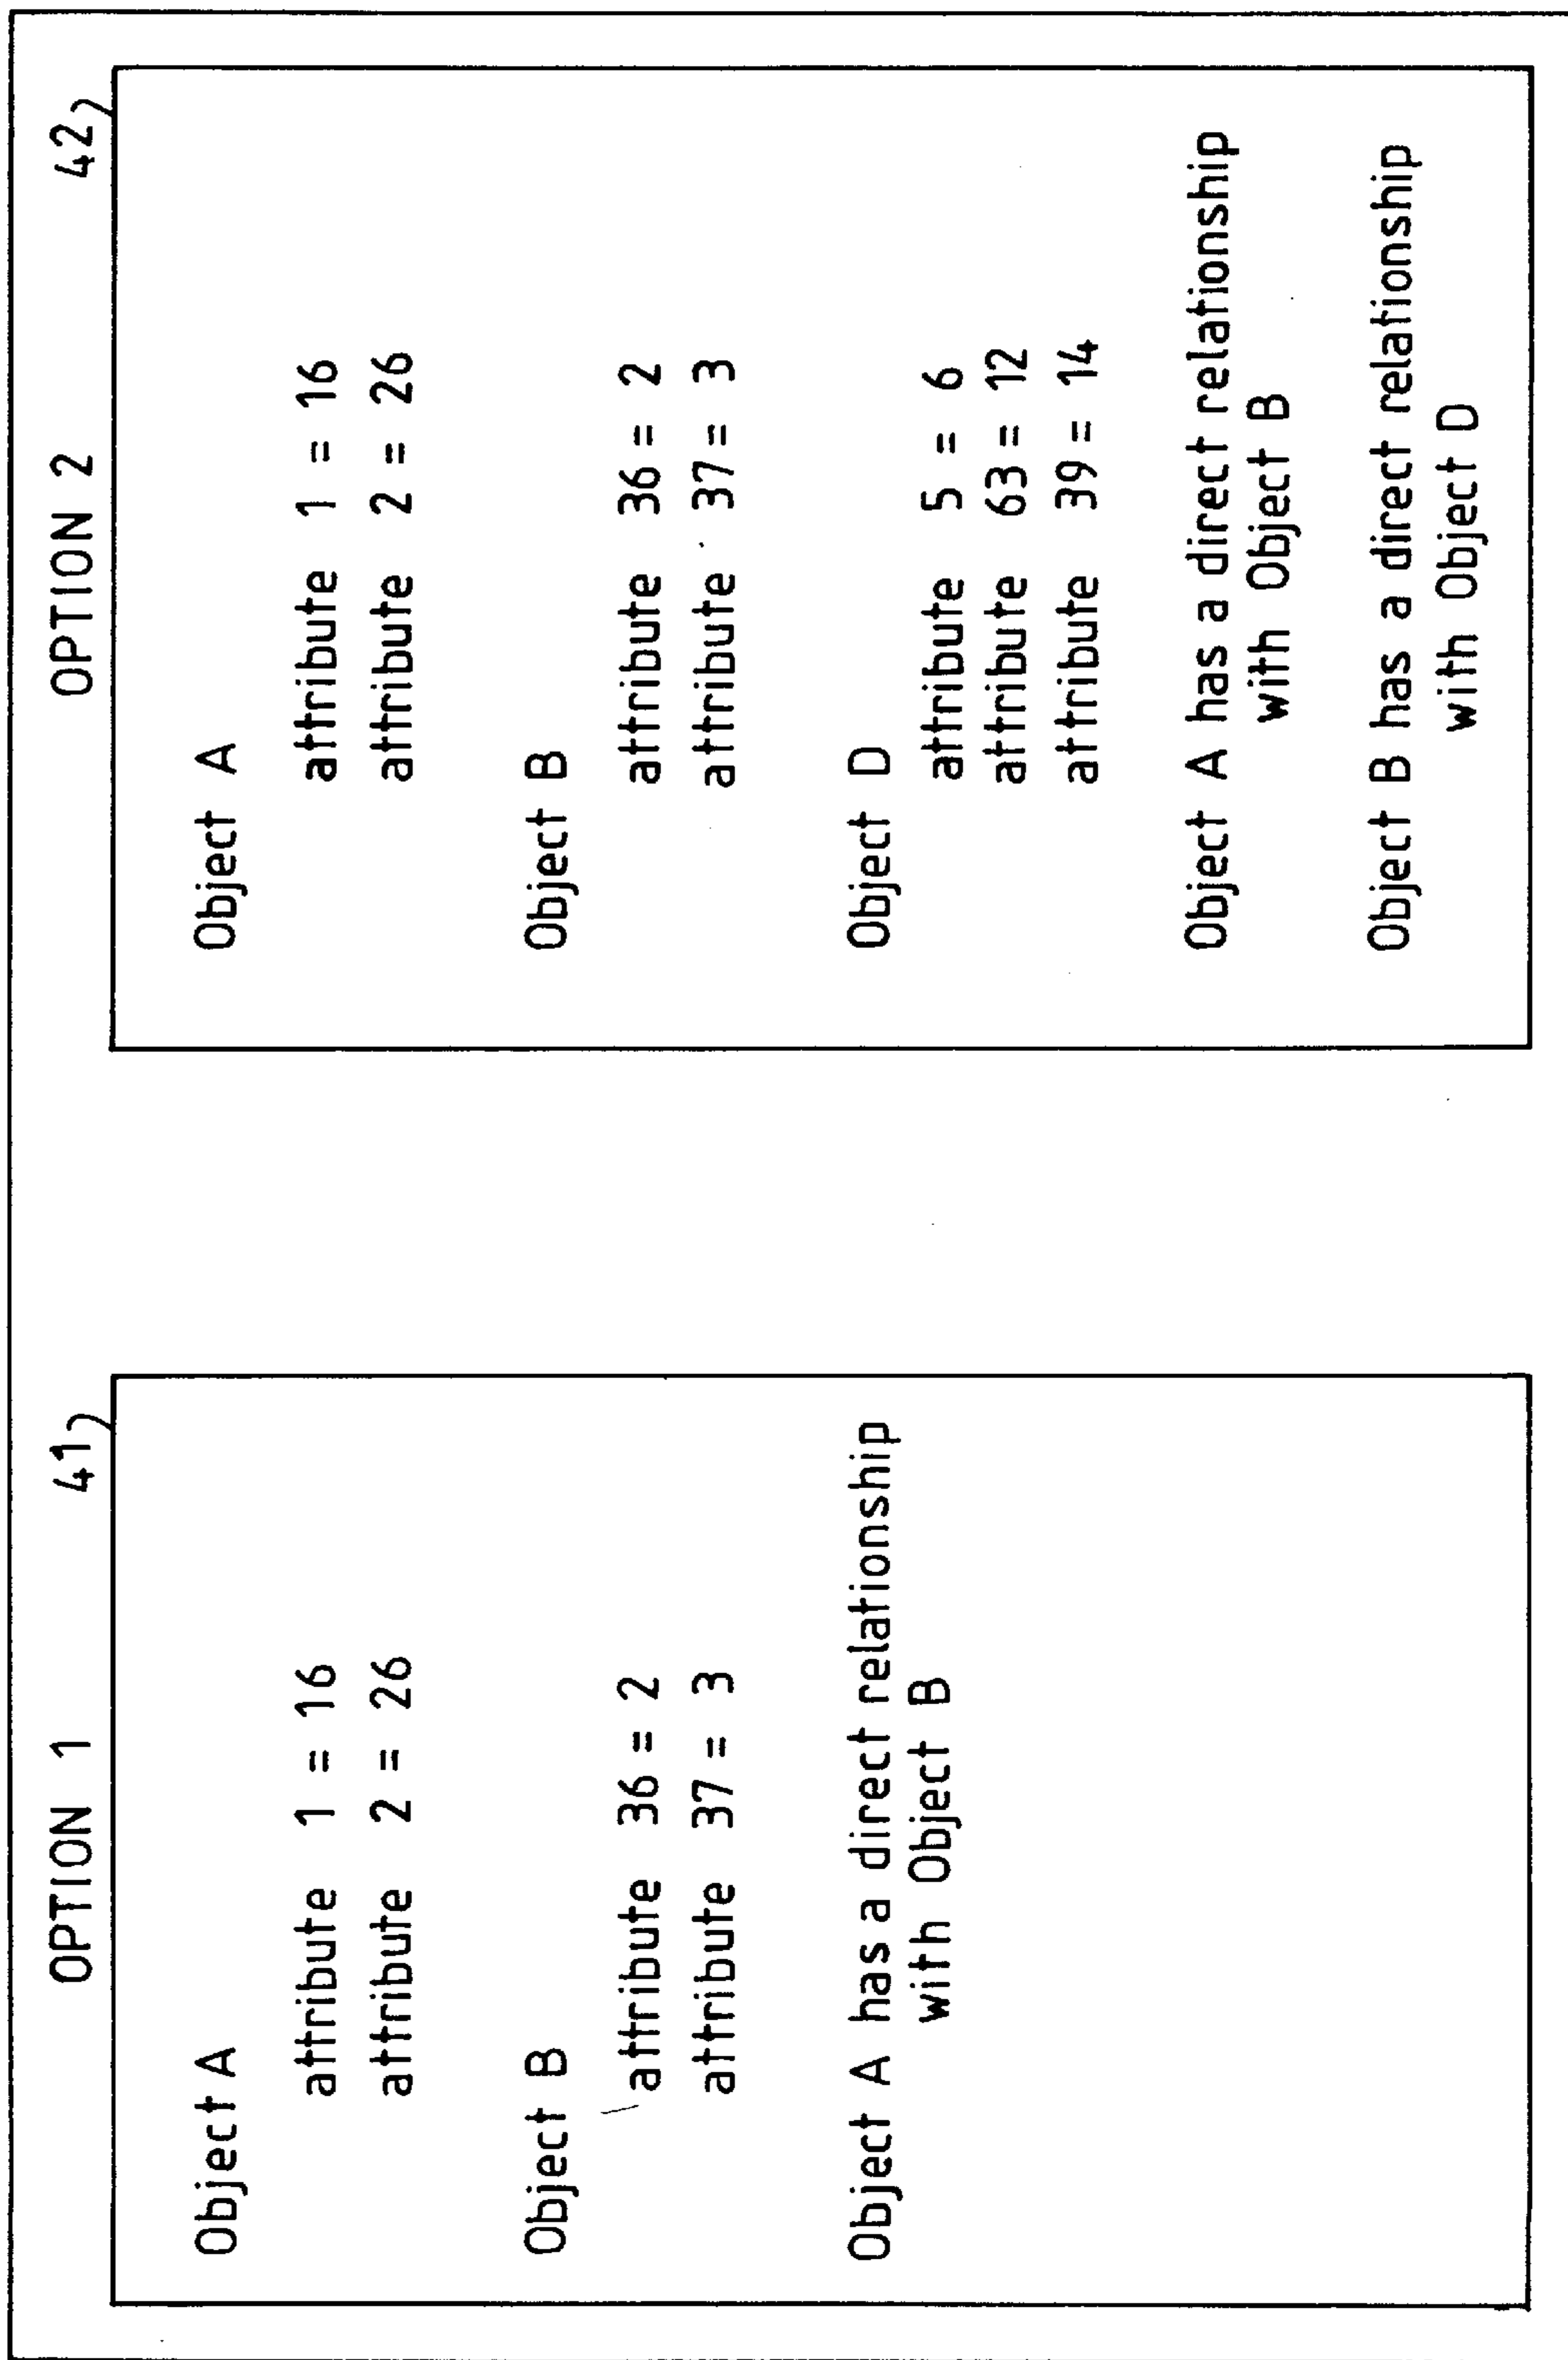 OPTION 1 41
Object A
attribute 1 = 16
attribute 2 = 26
Object B
attribute 36 = 2
attribute 37 = 3
Object A has a direct relationship
with Object B
OPTION 2 42
Object A
attribute 1 = 16
attribute 2 = 26
Object B
attribute 36 = 2
attribute 37 = 3
Object D
attribute 5 = 6
attribute 63 = 12
attribute 39 = 14
Object A has a direct relationship
with Object B
Object B has a direct relationship
with Object D